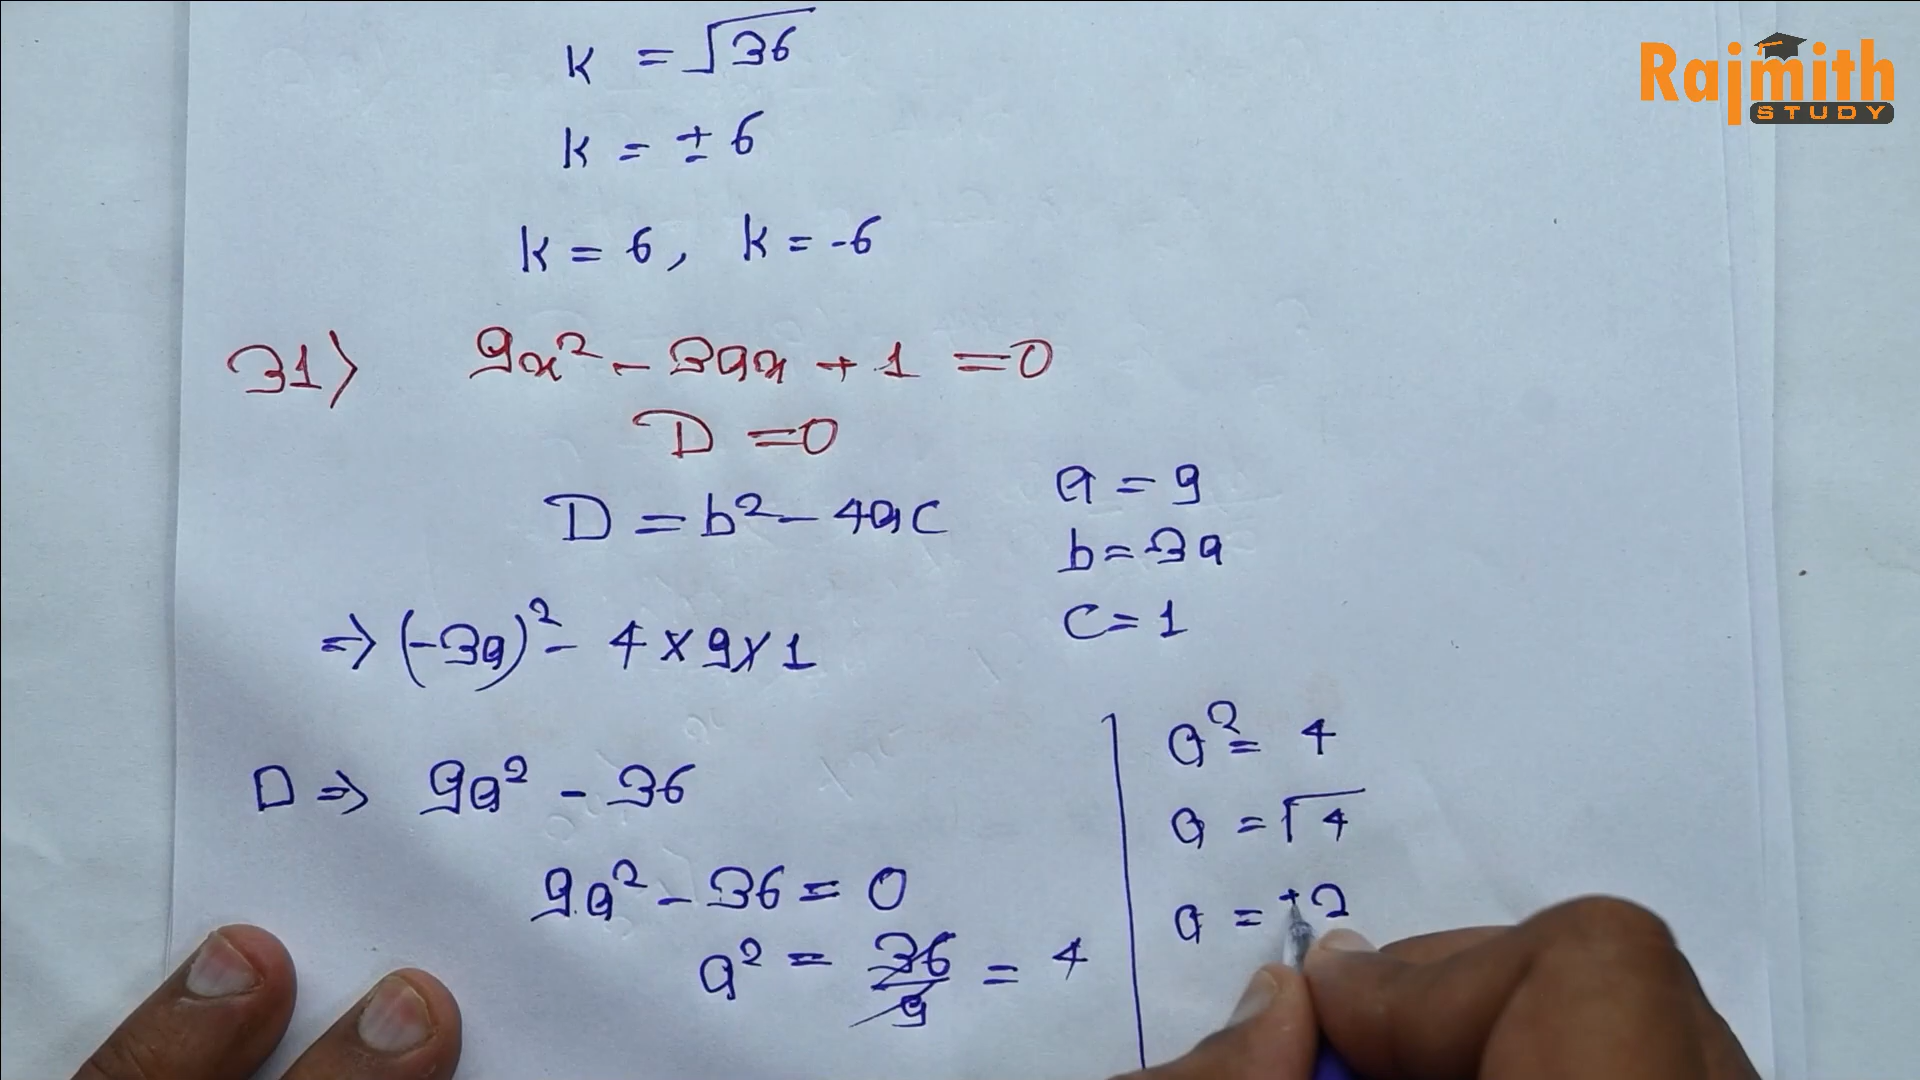 k = √36
k = ± 6
k = 6, k = -6
31) 9x² - 3ax + 1 = 0
D = 0
D = b² - 4ac
a = 9
b = -3a
c = 1
⇒ (-3a)² - 4 × 9 × 1
D ⇒ 9a² - 36
9a² - 36 = 0
a² = 36/9 = 4
a² = 4
a = √4
a = +2
Rajmith
STUDY